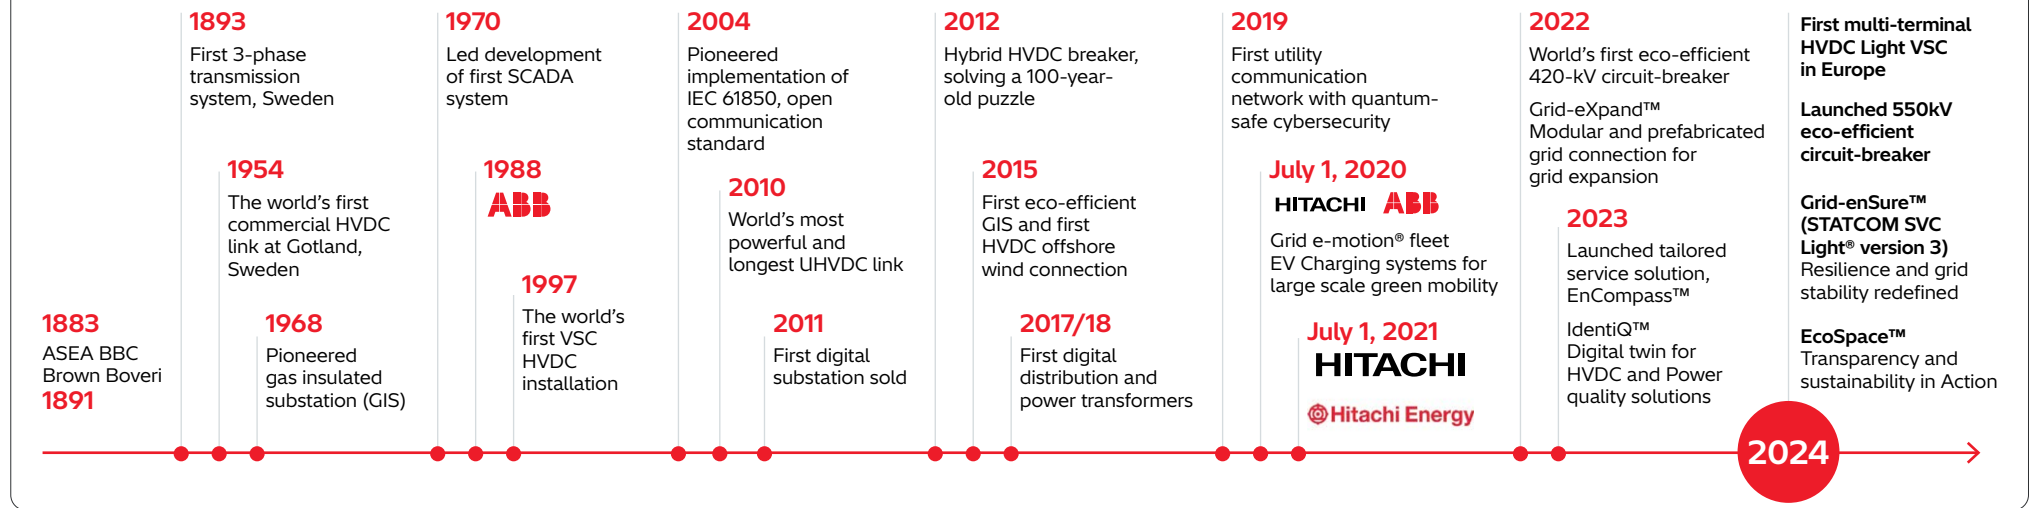 1883
ASEA BBC
Brown Boveri
1891
1893
First 3-phase
transmission
system, Sweden
1954
The world's first
commercial HVDC
link at Gotland,
Sweden
1968
Pioneered
gas insulated
substation (GIS)
1970
Led development
of first SCADA
system
1988
ABB
1997
The world's
first VSC
HVDC
installation
2004
Pioneered
implementation of
IEC 61850, open
communication
standard
2010
World's most
powerful and
longest UHVDC link
2011
First digital
substation sold
2012
Hybrid HVDC breaker,
solving a 100-year-
old puzzle
2015
First eco-efficient
GIS and first
HVDC offshore
wind connection
2017/18
First digital
distribution and
power transformers
2019
First utility
communication
network with quantum-
safe cybersecurity
July 1, 2020
HITACHI ABB
Grid e-motion® fleet
EV Charging systems for
large scale green mobility
July 1, 2021
HITACHI
Hitachi Energy
2022
World's first eco-efficient
420-kV circuit-breaker
Grid-eXpand™
Modular and prefabricated
grid connection for
grid expansion
2023
Launched tailored
service solution,
EnCompass™
IdentiQ™
Digital twin for
HVDC and Power
quality solutions
First multi-terminal
HVDC Light VSC
in Europe
Launched 550kV
eco-efficient
circuit-breaker
Grid-enSure™
(STATCOM SVC
Light® version 3)
Resilience and grid
stability redefined
EcoSpace™
Transparency and
sustainability in Action
2024